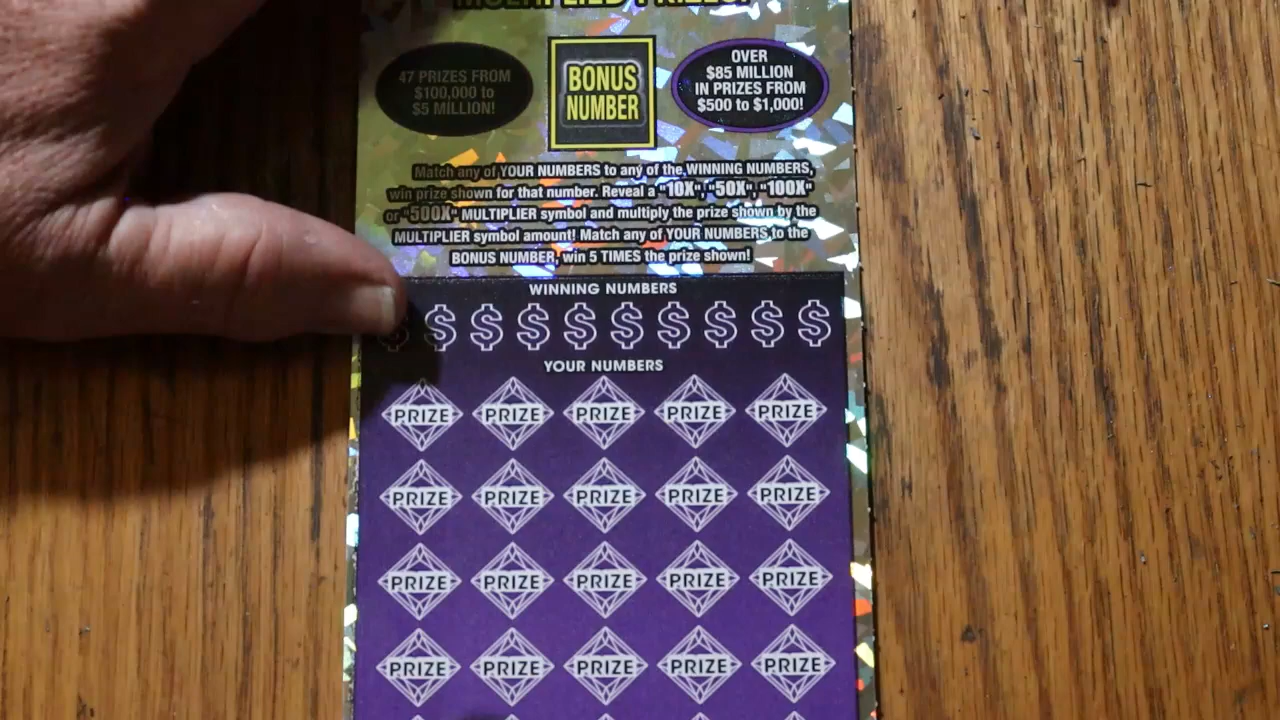 47 PRIZES FROM
$100,000 to
$5 MILLION!
BONUS
NUMBER
OVER
$85 MILLION
IN PRIZES FROM
$500 to $1,000!
Match any of YOUR NUMBERS to any of the WINNING NUMBERS,
win prize shown for that number. Reveal a "10X", "50X", "100X"
or "500X" MULTIPLIER symbol and multiply the prize shown by the
MULTIPLIER symbol amount! Match any of YOUR NUMBERS to the
BONUS NUMBER, win 5 TIMES the prize shown!
WINNING NUMBERS
$ $ $ $ $ $ $ $ $ $
YOUR NUMBERS
PRIZE PRIZE PRIZE PRIZE PRIZE
PRIZE PRIZE PRIZE PRIZE PRIZE
PRIZE PRIZE PRIZE PRIZE PRIZE
PRIZE PRIZE PRIZE PRIZE PRIZE